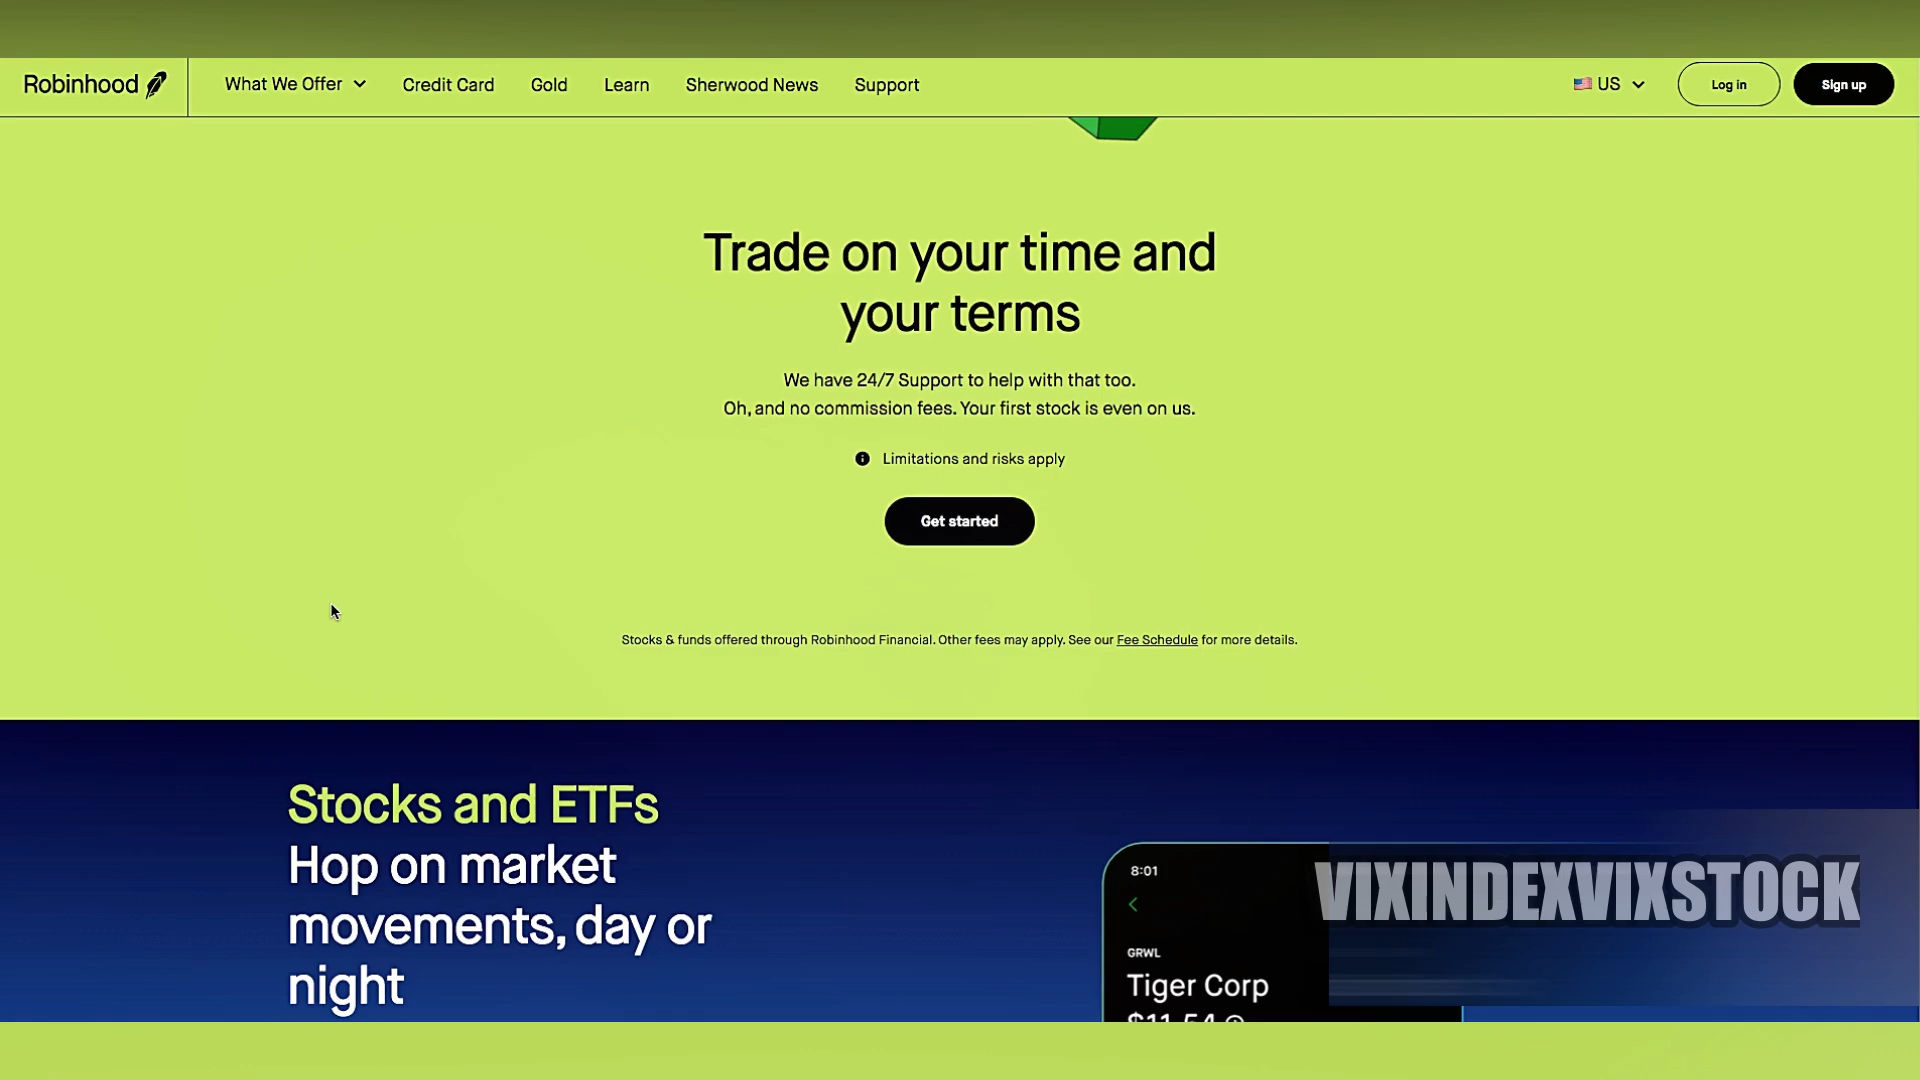 Robinhood
What We Offer
Credit Card
Gold
Learn
Sherwood News
Support
US
Log in
Sign up
Trade on your time and
your terms
We have 24/7 Support to help with that too.
Oh, and no commission fees. Your first stock is even on us.
Limitations and risks apply
Get started
Stocks & funds offered through Robinhood Financial. Other fees may apply. See our Fee Schedule for more details.
Stocks and ETFs
Hop on market
movements, day or
night
8:01
GRWL
Tiger Corp
$11.54
VIXINDEXVIXSTOCK